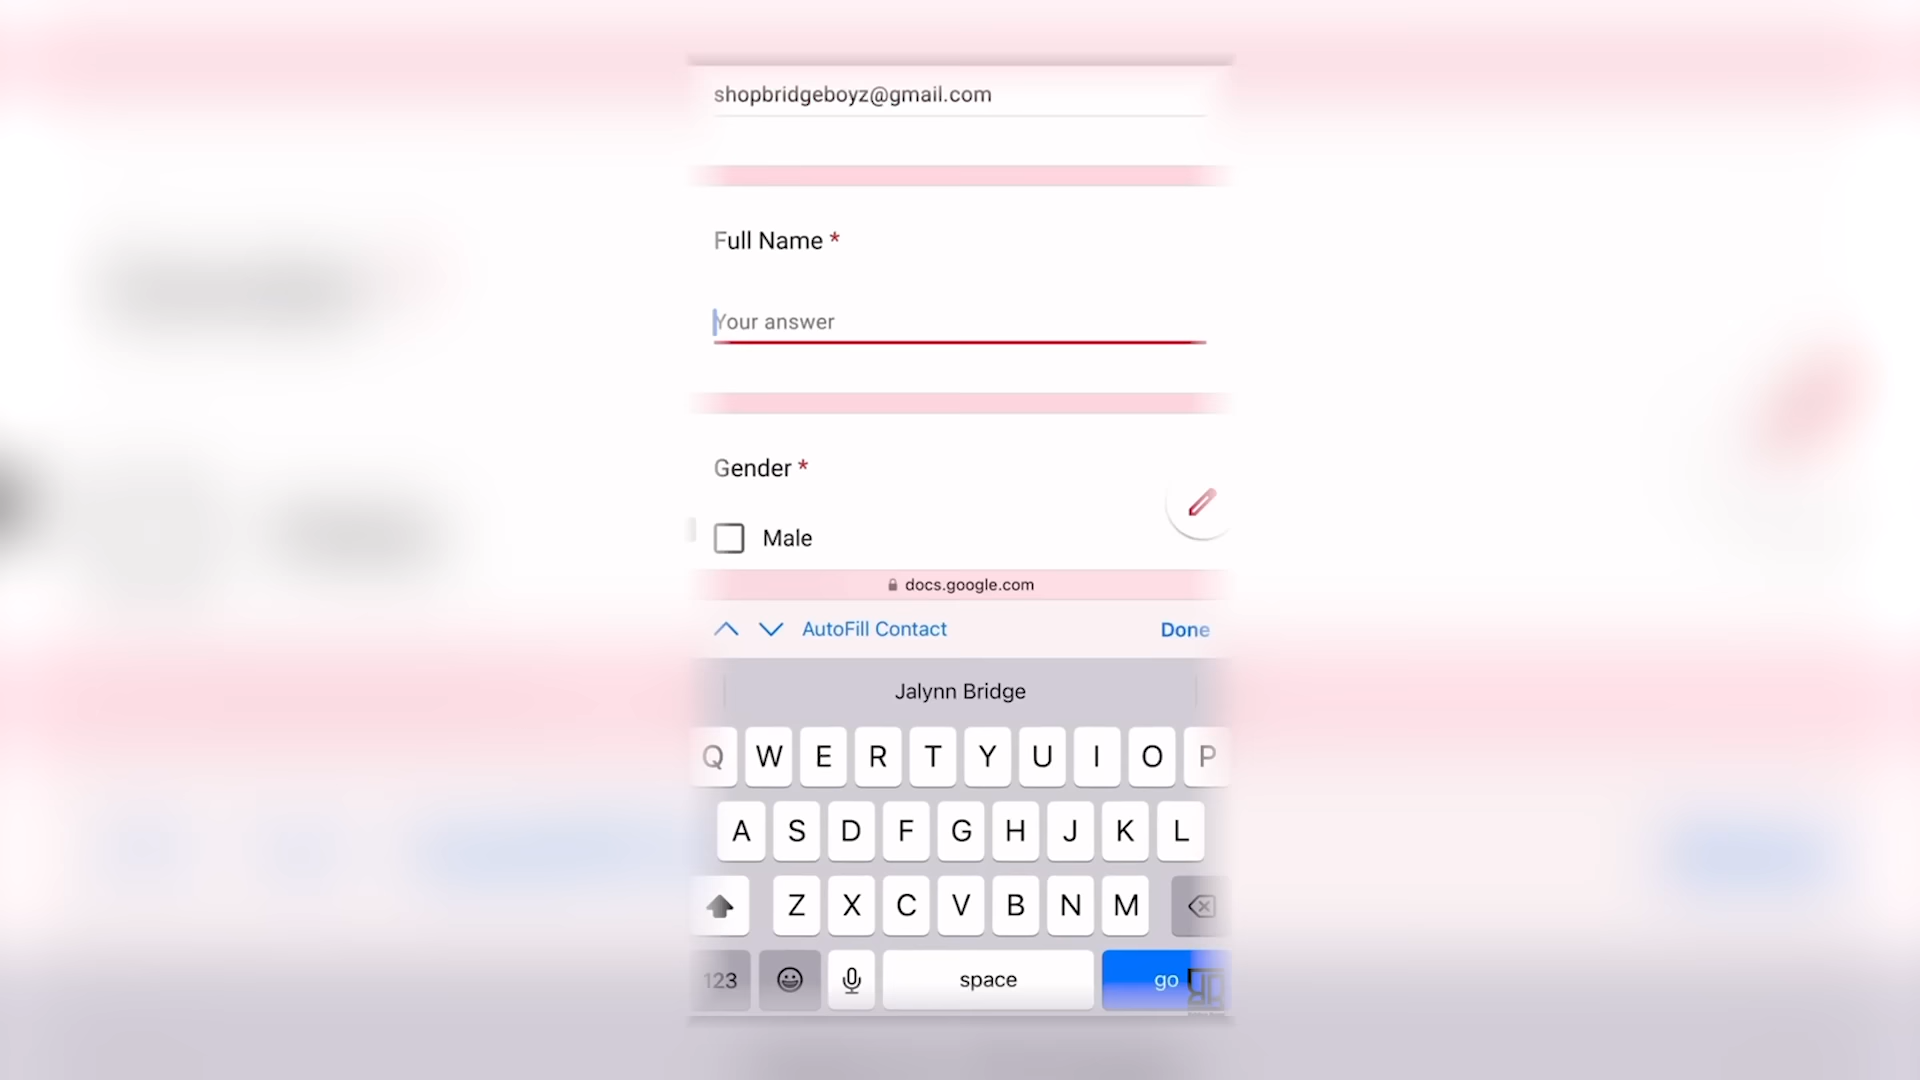 shopbridgeboyz@gmail.com
Full Name *
Your answer
Gender *
Male
docs.google.com
AutoFill Contact Done
Jalynn Bridge
Q W E R T Y U I O P
A S D F G H J K L
Z X C V B N M
123 space go